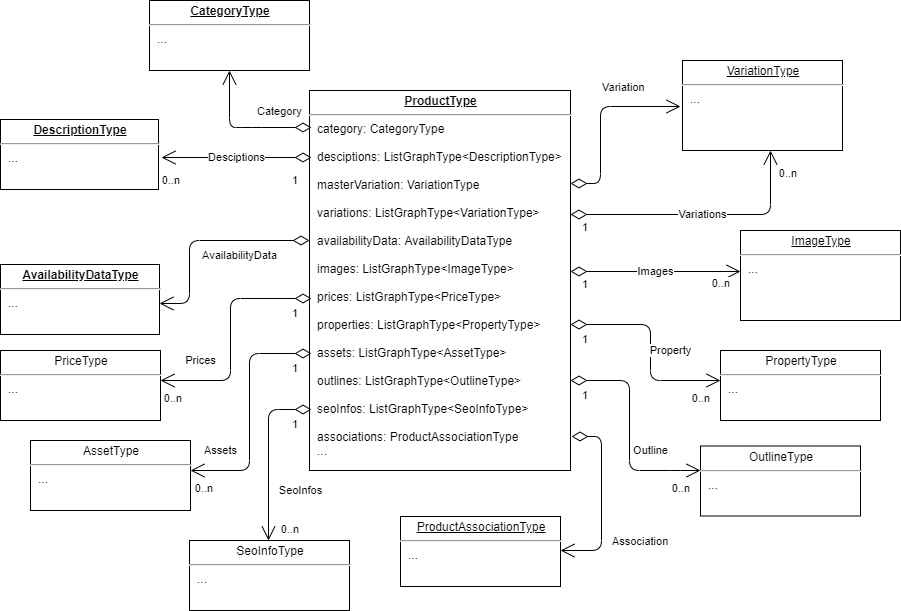 CategoryType
...
ProductType
category: CategoryType
desciptions: ListGraphType<DescriptionType>
masterVariation: VariationType
variations: ListGraphType<VariationType>
availabilityData: AvailabilityDataType
images: ListGraphType<ImageType>
prices: ListGraphType<PriceType>
properties: ListGraphType<PropertyType>
assets: ListGraphType<AssetType>
outlines: ListGraphType<OutlineType>
seoInfos: ListGraphType<SeoInfoType>
associations: ProductAssociationType
...
Category
DescriptionType
...
Desciptions
0..n
1
AvailabilityData
AvailabilityDataType
...
1
Prices
0..n
PriceType
...
1
Assets
0..n
AssetType
...
1
SeoInfos
0..n
SeoInfoType
...
Variation
VariationType
...
0..n
Variations
1
ImageType
...
Images
1
0..n
1
Property
0..n
PropertyType
...
1
Outline
0..n
OutlineType
...
Association
ProductAssociationType
...